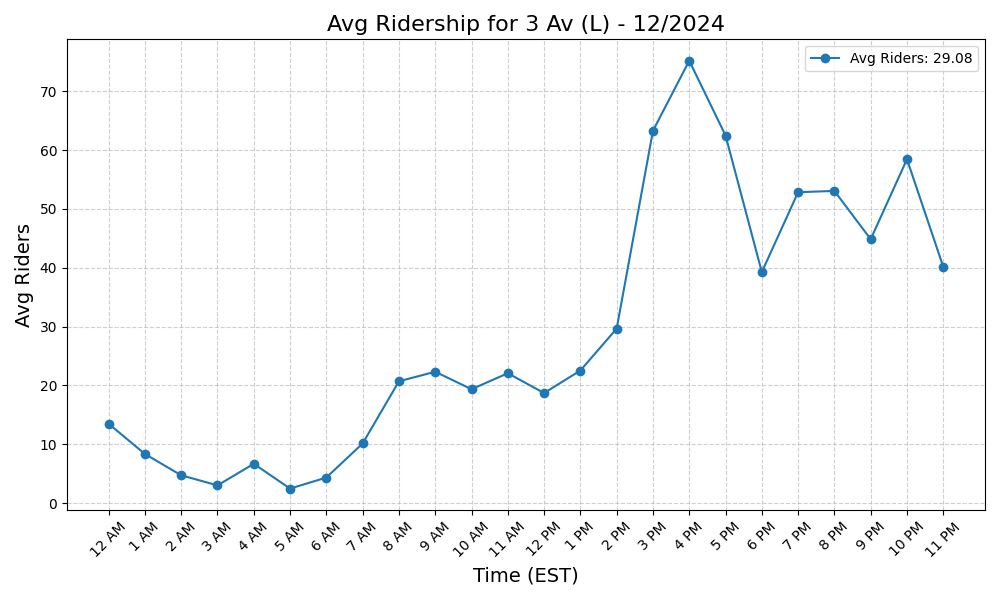 Avg Ridership for 3 Av (L) - 12/2024
Avg Riders: 29.08
Avg Riders
70
60
50
40
30
20
10
0
12 AM
1 AM
2 AM
3 AM
4 AM
5 AM
6 AM
7 AM
8 AM
9 AM
10 AM
11 AM
12 PM
1 PM
2 PM
3 PM
4 PM
5 PM
6 PM
7 PM
8 PM
9 PM
10 PM
11 PM
Time (EST)